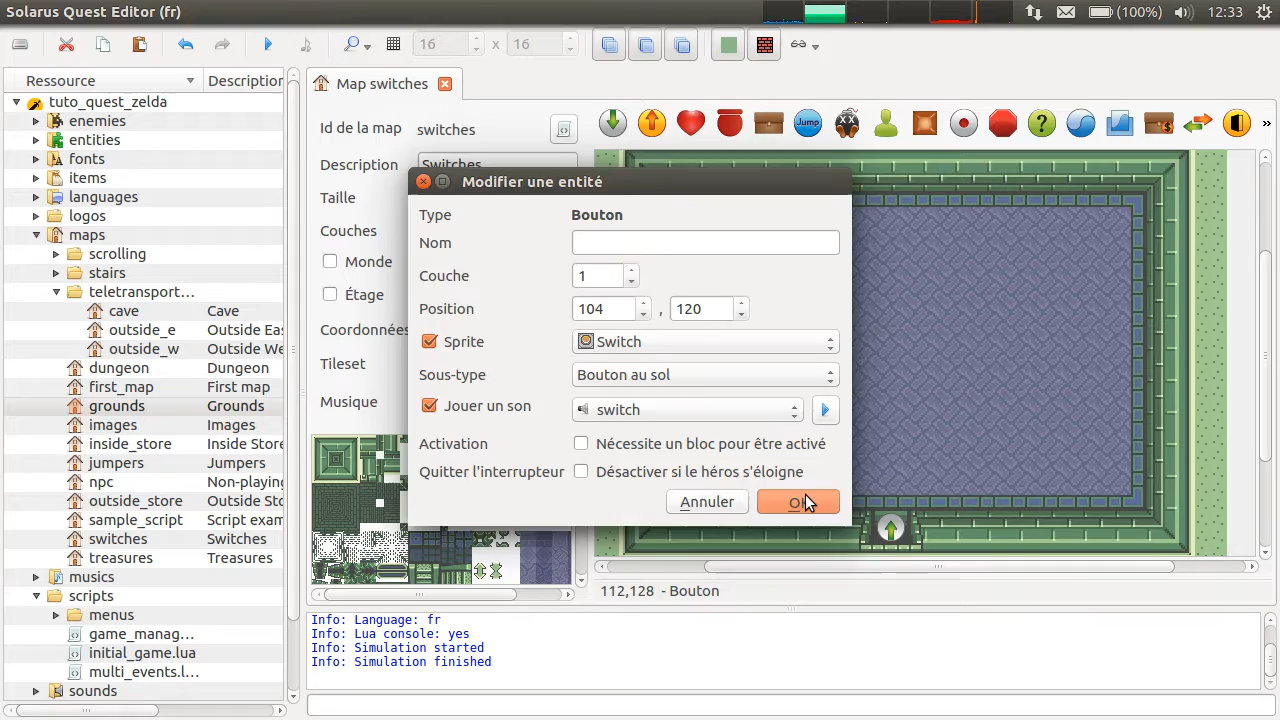 Solarus Quest Editor (fr)
(100%)
12:33
16 x 16
Ressource Descriptio
Map switches
tuto_quest_zelda
enemies
entities
fonts
items
languages
logos
maps
scrolling
stairs
teletransport...
cave Cave
outside_e Outside Eas
outside_w Outside We
dungeon Dungeon
first_map First map
grounds Grounds
images Images
inside_store Inside Store
jumpers Jumpers
npc Non-playing
outside_store Outside Sto
sample_script Script exam
switches Switches
treasures Treasures
musics
scripts
menus
game_manag...
initial_game.lua
multi_events.l...
sounds
Id de la map switches
Description Switches
Taille
Couches
Monde
Étage
Coordonnées
Tileset
Musique
Jump
»
Modifier une entité
Type Bouton
Nom
Couche 1
Position 104 , 120
Sprite Switch
Sous-type Bouton au sol
Jouer un son switch
Activation Nécessite un bloc pour être activé
Quitter l'interrupteur Désactiver si le héros s'éloigne
Annuler
112,128 - Bouton
Info: Language: fr
Info: Lua console: yes
Info: Simulation started
Info: Simulation finished